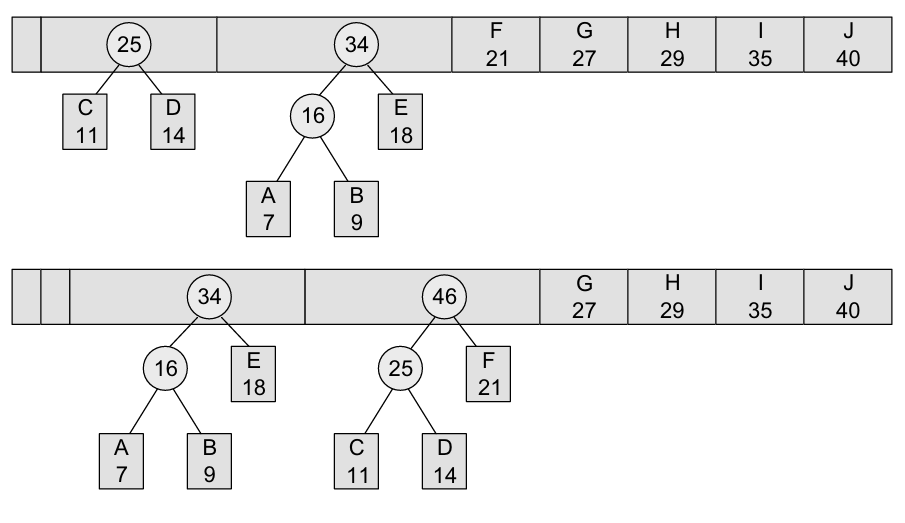 25 34 F G H I J
21 27 29 35 40
C D 16 E
11 14 18
A B
7 9
34 46 G H I J
27 29 35 40
16 E 25 F
18 21
A B C D
7 9 11 14